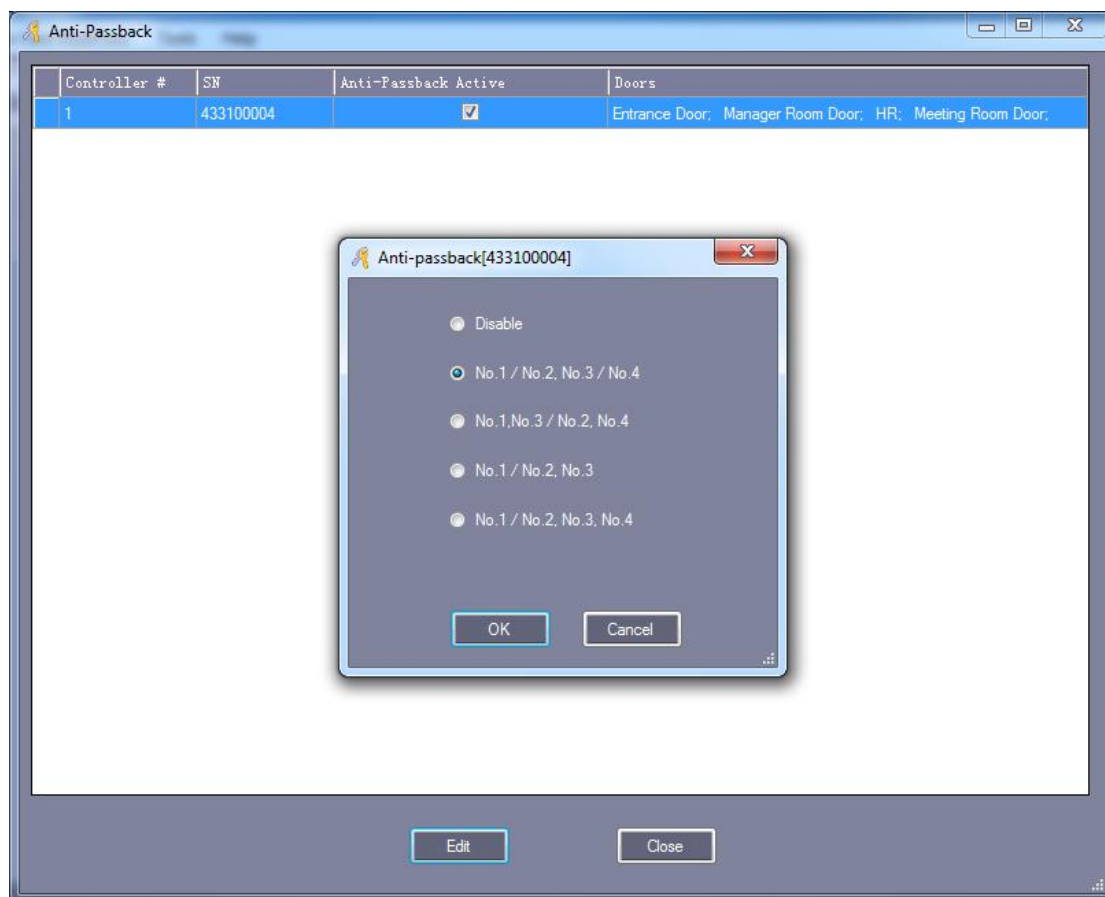 Anti-Passback
Tools Help
Controller # SN Anti-Passback Active Doors
1 433100004 Entrance Door; Manager Room Door; HR; Meeting Room Door;
Anti-passback[433100004]
Disable
No.1 / No.2, No.3 / No.4
No.1,No.3 / No.2, No.4
No.1 / No.2, No.3
No.1 / No.2, No.3, No.4
OK Cancel
Edit Close